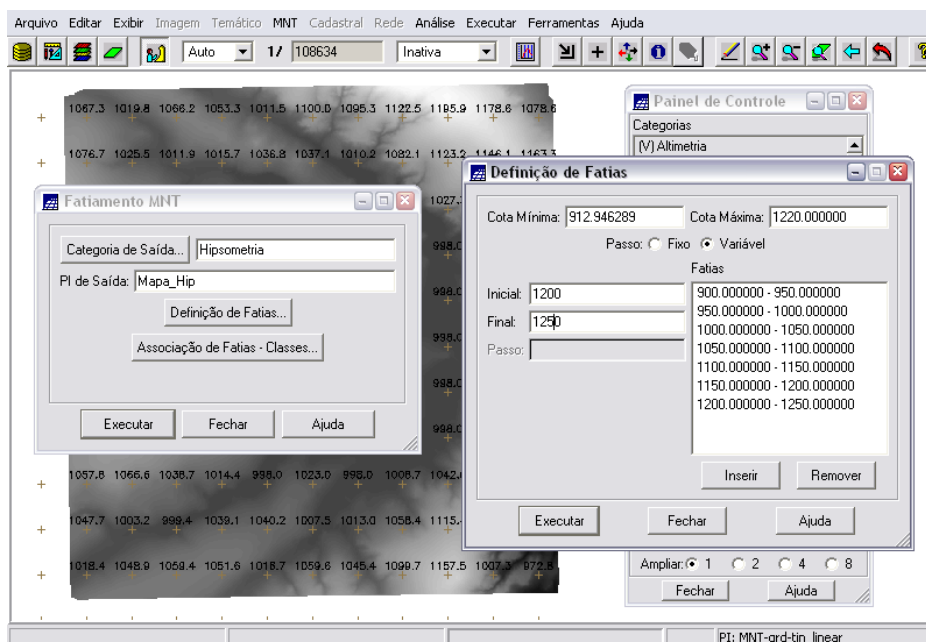 Arquivo Editar Exibir Imagem Temático MNT Cadastral Rede Análise Executar Ferramentas Ajuda
Auto 1/ 108634 Inativa
1067.3 1019.8 1066.2 1053.3 1011.5 1100.0 1095.3 1122.5 1195.9 1178.6 1078.6
1076.7 1025.5 1011.9 1015.7 1036.8 1037.1 1010.2 1082.1 1123.2 1146.1 1163.3
Painel de Controle
Categorias
(V) Altimetria
Fatiamento MNT
Categoria de Saída... Hipsometria
PI de Saída: Mapa_Hip
Definição de Fatias...
Associação de Fatias - Classes...
Executar Fechar Ajuda
Definição de Fatias
Cota Mínima: 912.946289 Cota Máxima: 1220.000000
Passo: Fixo Variável
Fatias
Inicial: 1200
Final: 1250
Passo:
900.000000 - 950.000000
950.000000 - 1000.000000
1000.000000 - 1050.000000
1050.000000 - 1100.000000
1100.000000 - 1150.000000
1150.000000 - 1200.000000
1200.000000 - 1250.000000
Inserir Remover
Executar Fechar Ajuda
1057.8 1066.6 1038.7 1014.4 998.0 1023.0 998.0 1008.7
1047.7 1003.2 999.4 1039.1 1040.2 1007.5 1013.0 1058.4
1018.4 1048.9 1059.4 1051.6 1018.7 1059.6 1045.4 1099.7 1157.5 1007.3
Ampliar: 1 2 4 8
Fechar Ajuda
PI: MNT-grd-tin_linear